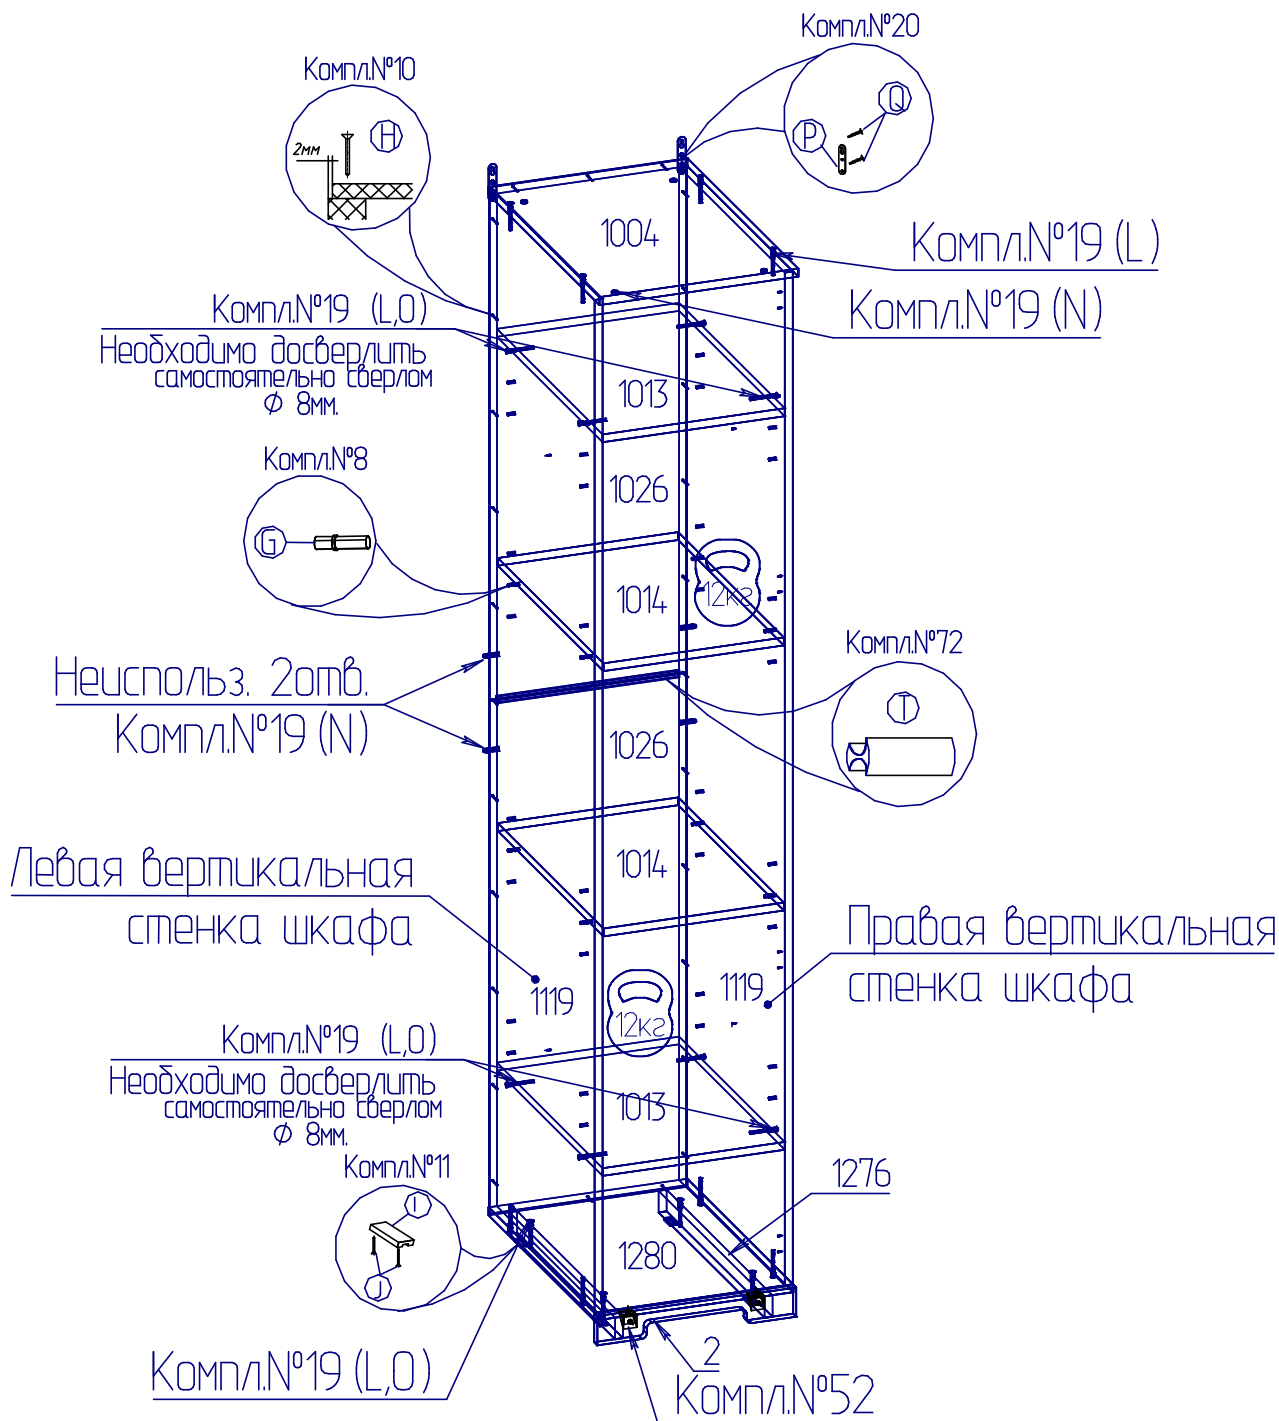 Компл.№20
Компл.№10
Q
H
P
2мм
1004
Компл.№19 (L)
Компл.№19 (L,O)
Компл.№19 (N)
Необходимо досверлить
самостоятельно сверлом
Ф 8мм.
1013
Компл.№8
1026
G
12кг
1014
Компл.№72
Неиспольз. 2отв.
T
Компл.№19 (N)
1026
Левая вертикальная
1014
стенка шкафа
Правая вертикальная
1119
1119
стенка шкафа
12кг
Компл.№19 (L,O)
Необходимо досверлить
самостоятельно сверлом
1013
Ф 8мм.
Компл.№11
1276
I
1280
J
2
Компл.№19 (L,O)
Компл.№52